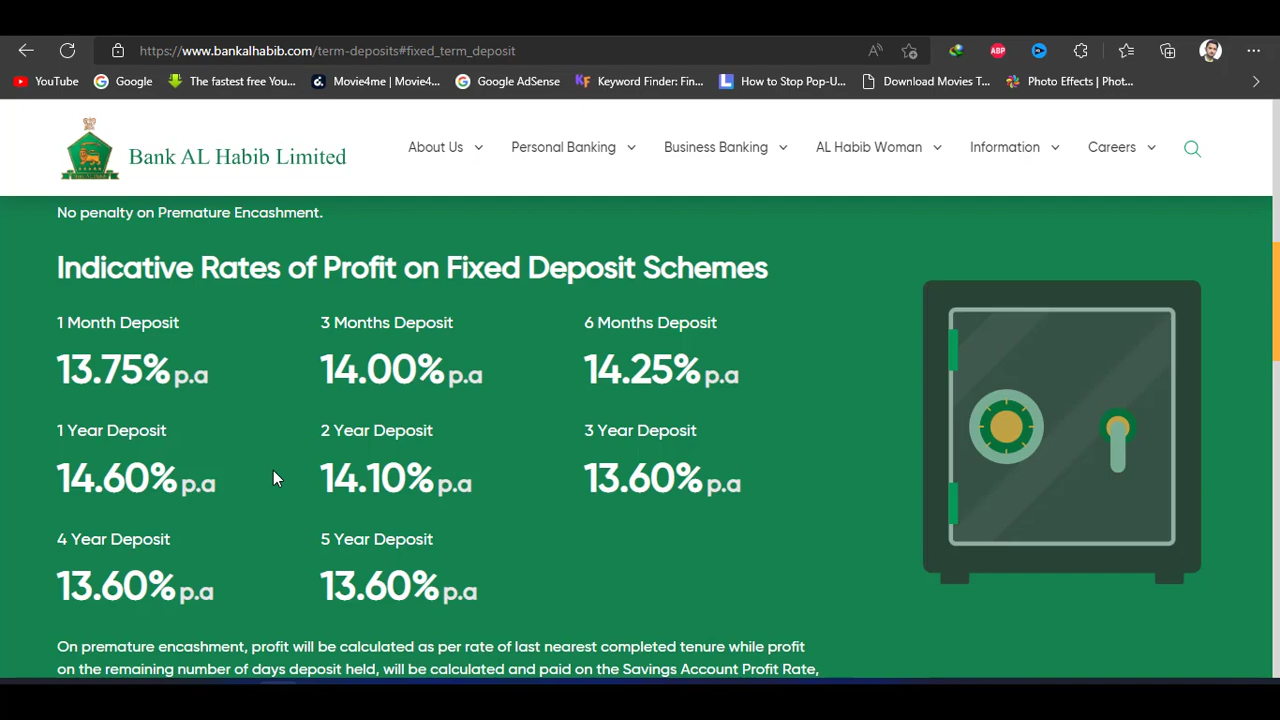 https://www.bankalhabib.com/term-deposits#fixed_term_deposit
ABP
YouTube
Google
The fastest free You...
Movie4me | Movie4...
Google AdSense
KF
Keyword Finder: Fin...
L
How to Stop Pop-U...
Download Movies T...
Photo Effects | Phot...
Bank AL Habib Limited
About Us
Personal Banking
Business Banking
AL Habib Woman
Information
Careers
No penalty on Premature Encashment.
Indicative Rates of Profit on Fixed Deposit Schemes
1 Month Deposit
13.75% p.a
3 Months Deposit
14.00% p.a
6 Months Deposit
14.25% p.a
1 Year Deposit
14.60% p.a
2 Year Deposit
14.10% p.a
3 Year Deposit
13.60% p.a
4 Year Deposit
13.60% p.a
5 Year Deposit
13.60% p.a
On premature encashment, profit will be calculated as per rate of last nearest completed tenure while profit
on the remaining number of days deposit held, will be calculated and paid on the Savings Account Profit Rate,